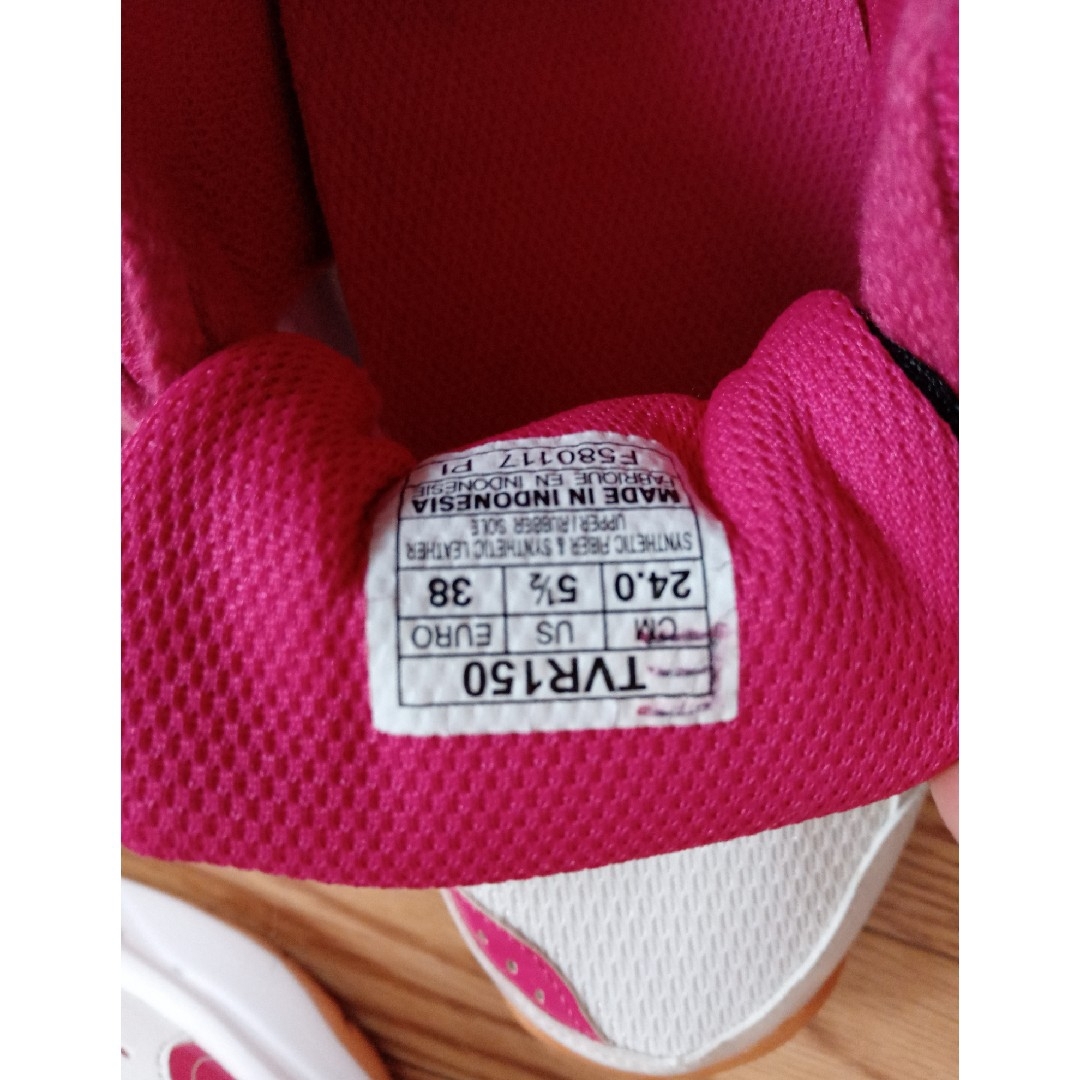 TVR150
CM US EURO
24.0 5½ 38
SYNTHETIC FIBER & SYNTHETIC LEATHER
UPPER / RUBBER SOLE
MADE IN INDONESIA
FABRIQUE EN INDONESIE
F580117 PI